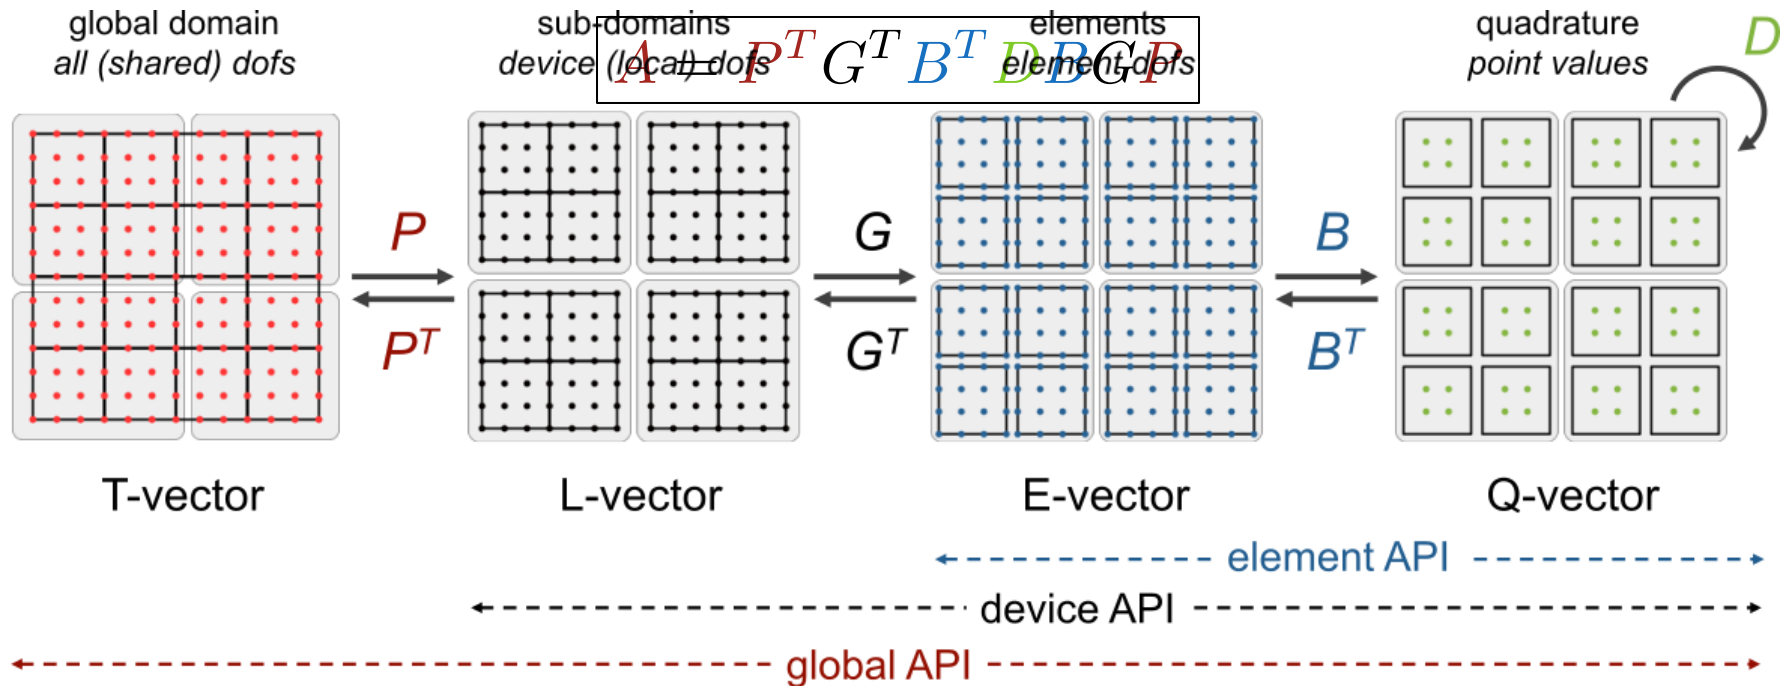 global domain
all (shared) dofs
sub-domains
device (local) dofs
elements
element dofs
quadrature
point values
A = P^T G^T B^T D B G P
D
P
P^T
G
G^T
B
B^T
T-vector
L-vector
E-vector
Q-vector
element API
device API
global API